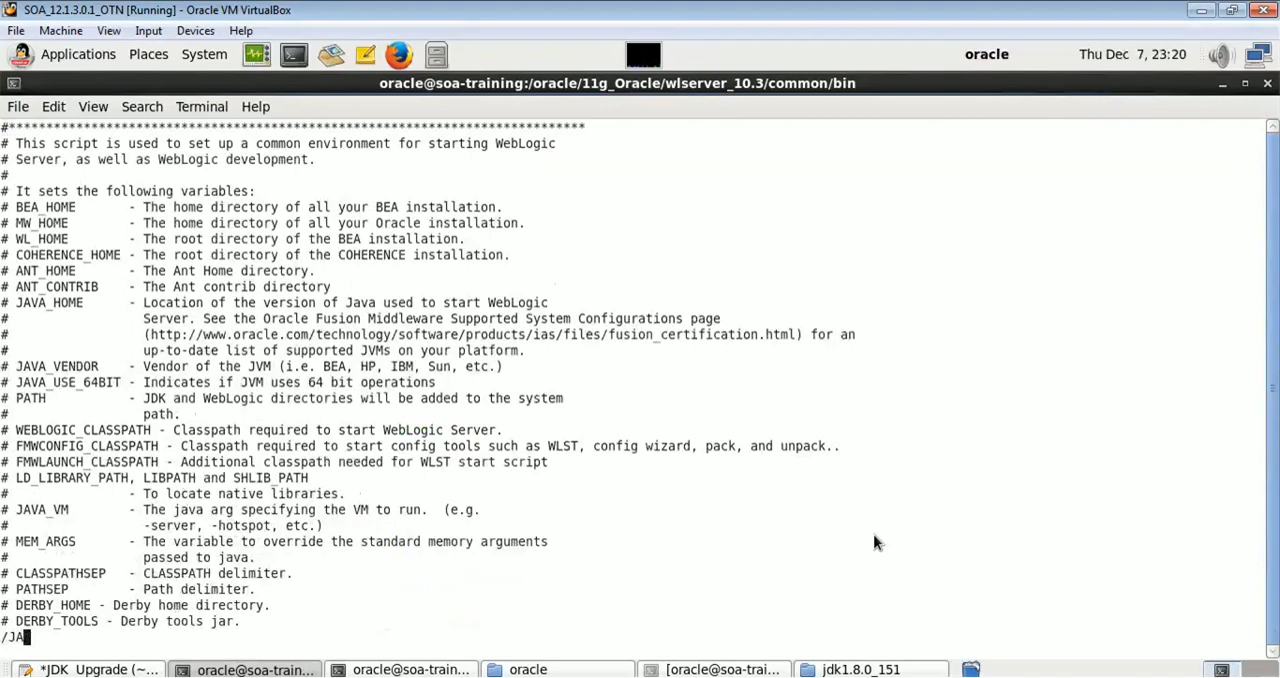 SOA_12.1.3.0.1_OTN [Running] - Oracle VM VirtualBox
File Machine View Input Devices Help
Applications Places System oracle Thu Dec 7, 23:20
oracle@soa-training:/oracle/11g_Oracle/wlserver_10.3/common/bin
File Edit View Search Terminal Help
#*****************************************************************************
# This script is used to set up a common environment for starting WebLogic
# Server, as well as WebLogic development.
#
# It sets the following variables:
# BEA_HOME - The home directory of all your BEA installation.
# MW_HOME - The home directory of all your Oracle installation.
# WL_HOME - The root directory of the BEA installation.
# COHERENCE_HOME - The root directory of the COHERENCE installation.
# ANT_HOME - The Ant Home directory.
# ANT_CONTRIB - The Ant contrib directory
# JAVA_HOME - Location of the version of Java used to start WebLogic
# Server. See the Oracle Fusion Middleware Supported System Configurations page
# (http://www.oracle.com/technology/software/products/ias/files/fusion_certification.html) for an
# up-to-date list of supported JVMs on your platform.
# JAVA_VENDOR - Vendor of the JVM (i.e. BEA, HP, IBM, Sun, etc.)
# JAVA_USE_64BIT - Indicates if JVM uses 64 bit operations
# PATH - JDK and WebLogic directories will be added to the system
# path.
# WEBLOGIC_CLASSPATH - Classpath required to start WebLogic Server.
# FMWCONFIG_CLASSPATH - Classpath required to start config tools such as WLST, config wizard, pack, and unpack..
# FMWLAUNCH_CLASSPATH - Additional classpath needed for WLST start script
# LD_LIBRARY_PATH, LIBPATH and SHLIB_PATH
# - To locate native libraries.
# JAVA_VM - The java arg specifying the VM to run. (e.g.
# -server, -hotspot, etc.)
# MEM_ARGS - The variable to override the standard memory arguments
# passed to java.
# CLASSPATHSEP - CLASSPATH delimiter.
# PATHSEP - Path delimiter.
# DERBY_HOME - Derby home directory.
# DERBY_TOOLS - Derby tools jar.
/JA
*JDK Upgrade (~... oracle@soa-train... oracle@soa-train... oracle [oracle@soa-trai... jdk1.8.0_151